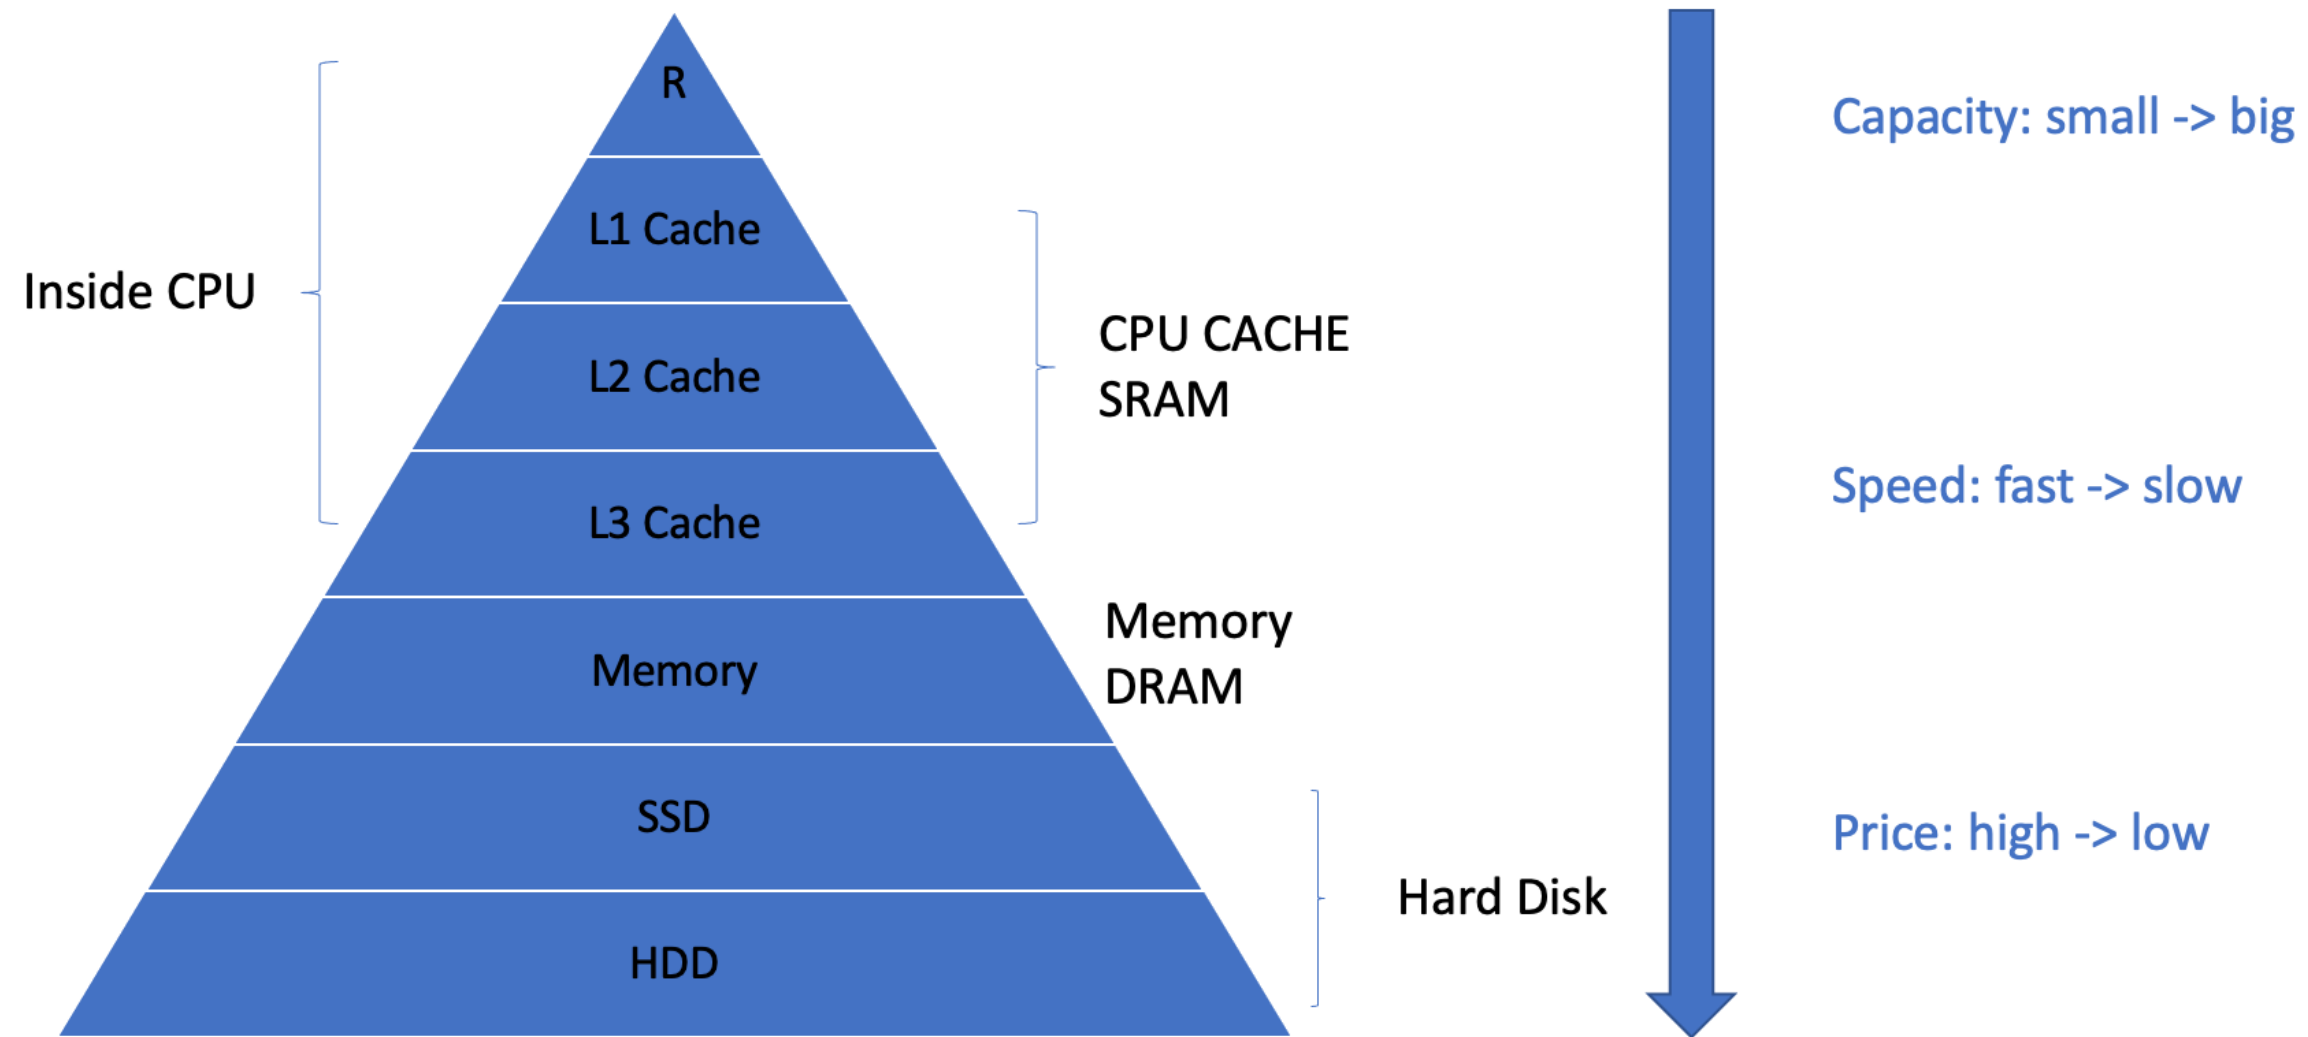 R
L1 Cache
L2 Cache
L3 Cache
Memory
SSD
HDD
Inside CPU
CPU CACHE
SRAM
Memory
DRAM
Hard Disk
Capacity: small -> big
Speed: fast -> slow
Price: high -> low